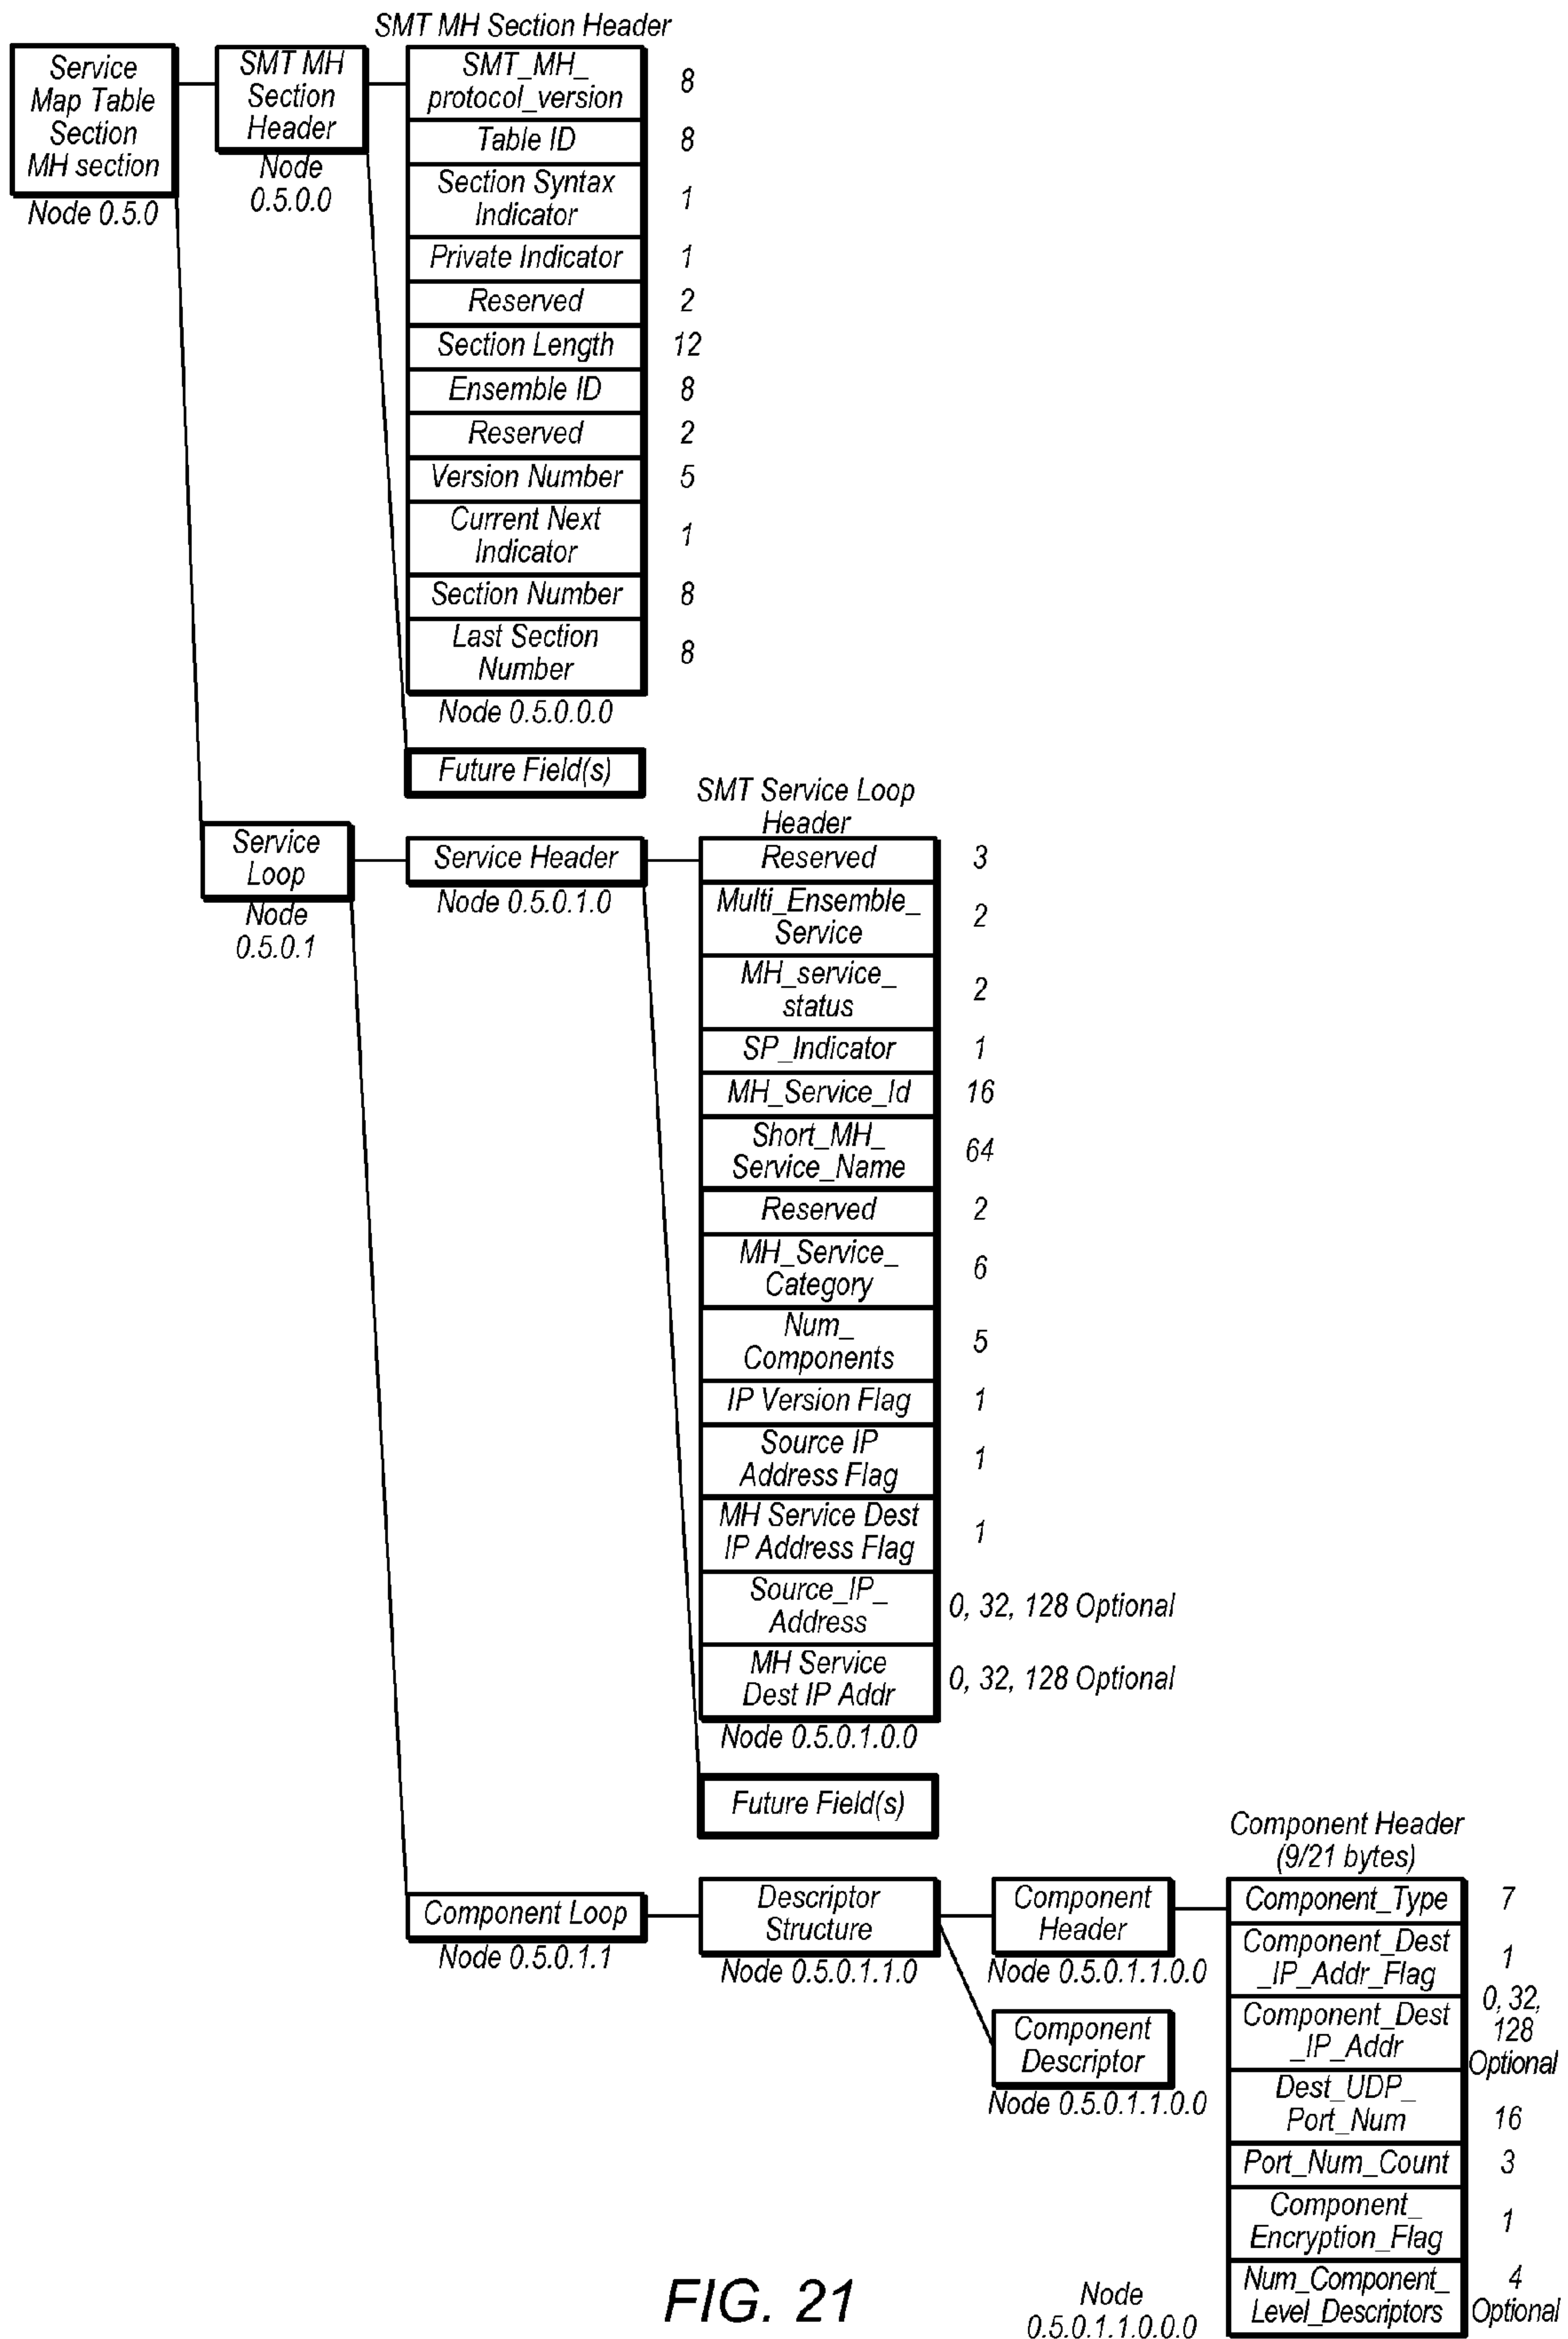 SMT MH Section Header
Service
Map Table
Section
MH section
Node 0.5.0
SMT MH
Section
Header
Node
0.5.0.0
SMT_MH_
protocol_version
8
Table ID
8
Section Syntax
Indicator
1
Private Indicator
1
Reserved
2
Section Length
12
Ensemble ID
8
Reserved
2
Version Number
5
Current Next
Indicator
1
Section Number
8
Last Section
Number
8
Node 0.5.0.0.0
Future Field(s)
Service
Loop
Node
0.5.0.1
Service Header
Node 0.5.0.1.0
SMT Service Loop
Header
Reserved
3
Multi_Ensemble_
Service
2
MH_service_
status
2
SP_Indicator
1
MH_Service_Id
16
Short_MH_
Service_Name
64
Reserved
2
MH_Service_
Category
6
Num_
Components
5
IP Version Flag
1
Source IP
Address Flag
1
MH Service Dest
IP Address Flag
1
Source_IP_
Address
0, 32, 128 Optional
MH Service
Dest IP Addr
0, 32, 128 Optional
Node 0.5.0.1.0.0
Future Field(s)
Component Loop
Node 0.5.0.1.1
Descriptor
Structure
Node 0.5.0.1.1.0
Component
Header
Node 0.5.0.1.1.0.0
Component
Descriptor
Node 0.5.0.1.1.0.0
Component Header
(9/21 bytes)
Component_Type
7
Component_Dest
_IP_Addr_Flag
1
Component_Dest
_IP_Addr
0, 32,
128
Optional
Dest_UDP_
Port_Num
16
Port_Num_Count
3
Component_
Encryption_Flag
1
Num_Component_
Level_Descriptors
4
Optional
Node
0.5.0.1.1.0.0.0
FIG. 21